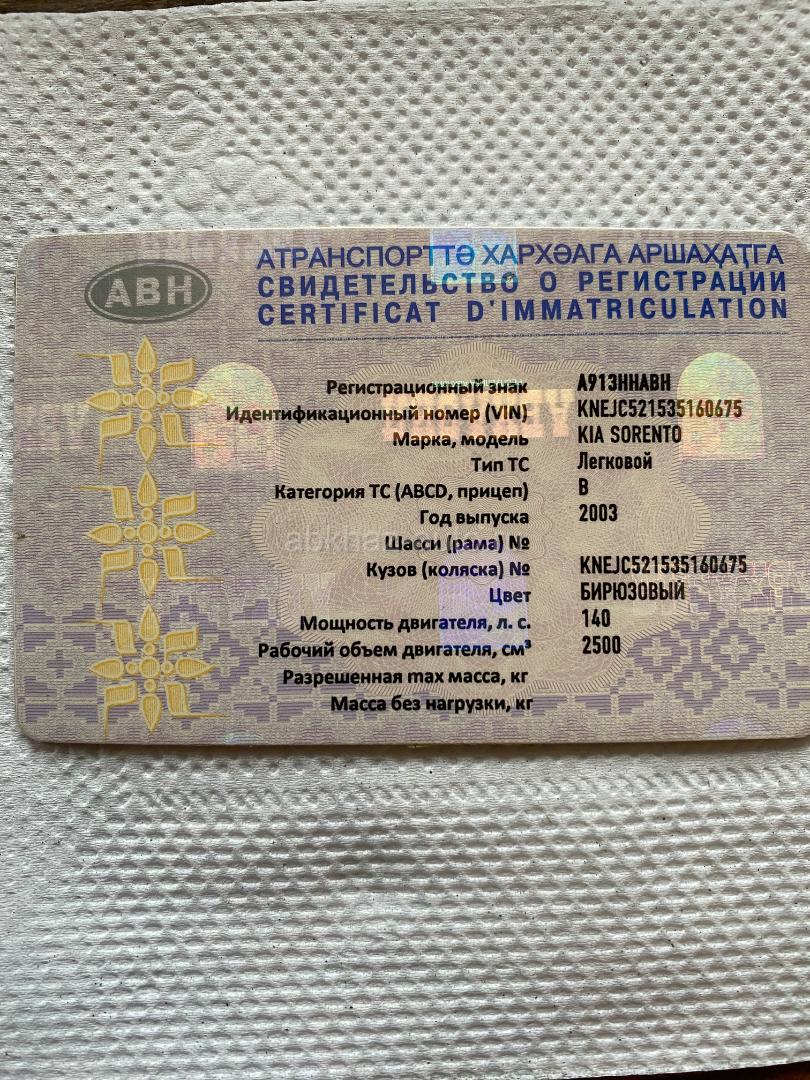 АТРАНСПОРТТӘ ХАРХӘАГА АРШАҲАҬГА
АВН
СВИДЕТЕЛЬСТВО О РЕГИСТРАЦИИ
CERTIFICAT D'IMMATRICULATION
Регистрационный знак А913ННАВН
Идентификационный номер (VIN) KNEJC521535160675
Марка, модель KIA SORENTO
Тип ТС Легковой
Категория ТС (ABCD, прицеп) B
Год выпуска 2003
Шасси (рама) №
Кузов (коляска) № KNEJC521535160675
Цвет БИРЮЗОВЫЙ
Мощность двигателя, л. с. 140
Рабочий объем двигателя, см³ 2500
Разрешенная max масса, кг
Масса без нагрузки, кг